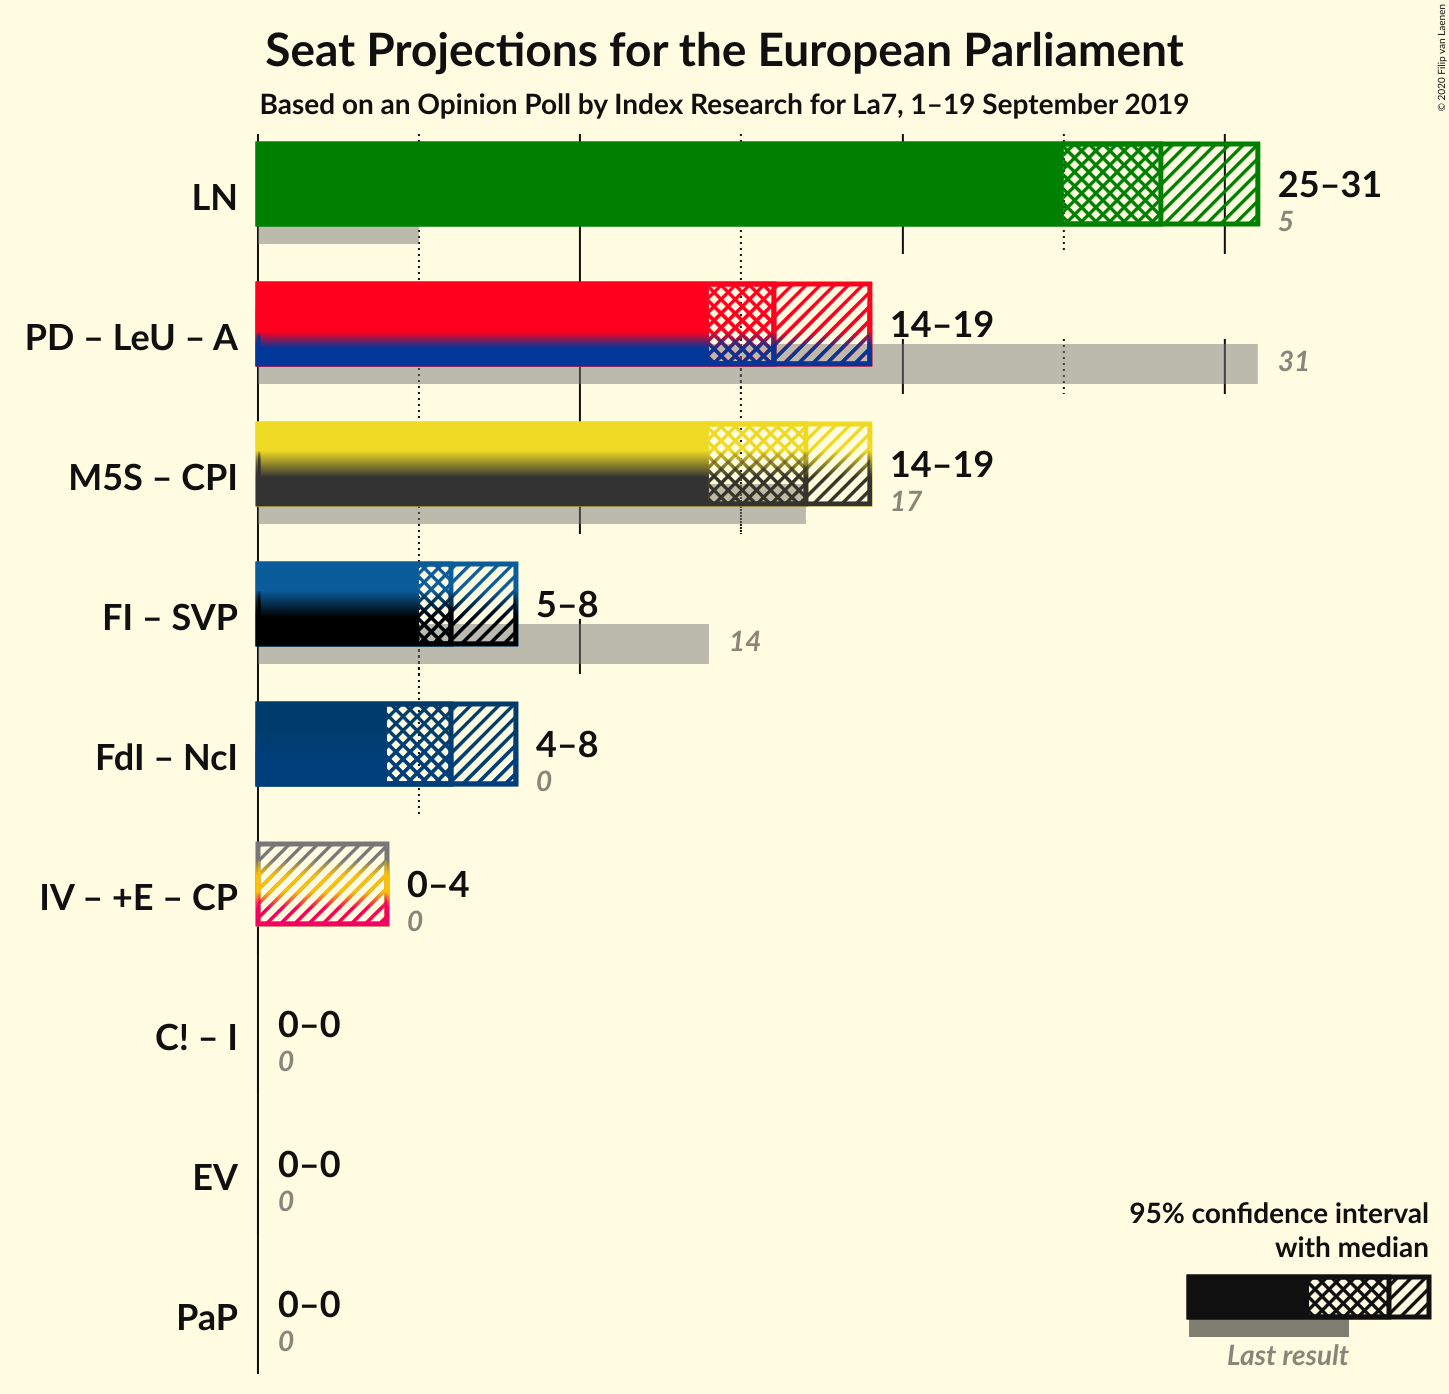 Seat Projections for the European Parliament
Based on an Opinion Poll by Index Research for La7, 1–19 September 2019
© 2020 Filip van Laenen
LN
25–31
5
PD – LeU – A
14–19
31
M5S – CPI
14–19
17
FI – SVP
5–8
14
FdI – NcI
4–8
0
IV – +E – CP
0–4
0
C! – I
0–0
0
EV
0–0
0
PaP
0–0
0
95% confidence interval
with median
Last result